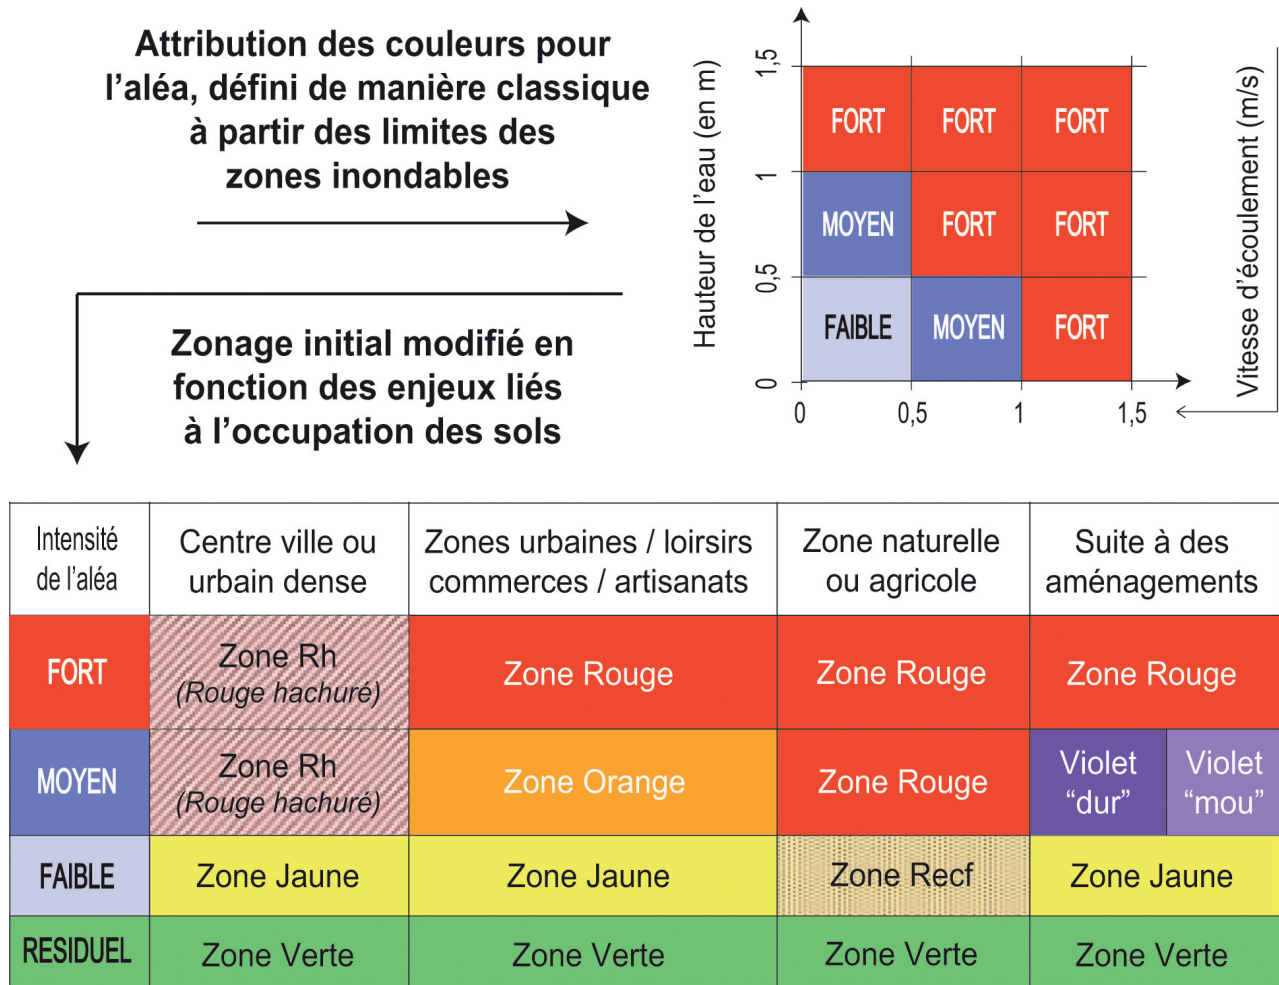 Attribution des couleurs pour
l'aléa, défini de manière classique
à partir des limites des
zones inondables
Hauteur de l'eau (en m)
1,5
1
0,5
0
FORT FORT FORT
MOYEN FORT FORT
FAIBLE MOYEN FORT
0 0,5 1 1,5
Vitesse d'écoulement (m/s)
Zonage initial modifié en
fonction des enjeux liés
à l'occupation des sols
Intensité
de l'aléa
Centre ville ou
urbain dense
Zones urbaines / loirsirs
commerces / artisanats
Zone naturelle
ou agricole
Suite à des
aménagements
FORT
Zone Rh
(Rouge hachuré)
Zone Rouge
Zone Rouge
Zone Rouge
MOYEN
Zone Rh
(Rouge hachuré)
Zone Orange
Zone Rouge
Violet
“dur”
Violet
“mou”
FAIBLE
Zone Jaune
Zone Jaune
Zone Recf
Zone Jaune
RESIDUEL
Zone Verte
Zone Verte
Zone Verte
Zone Verte